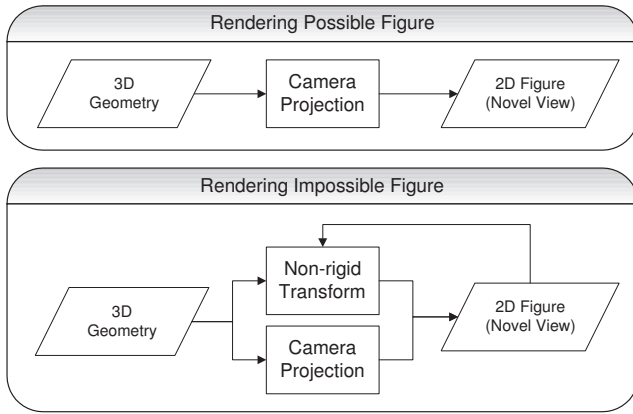 Rendering Possible Figure
3D
Geometry
Camera
Projection
2D Figure
(Novel View)
Rendering Impossible Figure
Non-rigid
Transform
3D
Geometry
2D Figure
(Novel View)
Camera
Projection